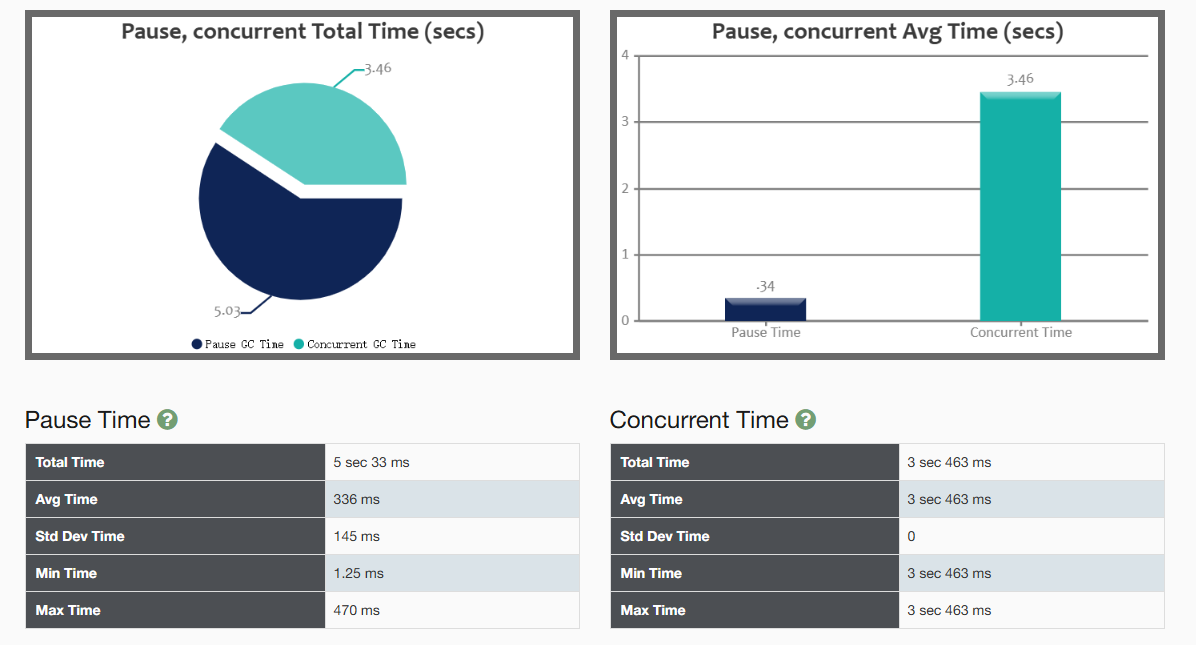 Pause, concurrent Total Time (secs)
3.46
5.03
Pause GC Time Concurrent GC Time
Pause, concurrent Avg Time (secs)
4
3.46
3
2
1
.34
0
Pause Time Concurrent Time
Pause Time ?
Total Time 5 sec 33 ms
Avg Time 336 ms
Std Dev Time 145 ms
Min Time 1.25 ms
Max Time 470 ms
Concurrent Time ?
Total Time 3 sec 463 ms
Avg Time 3 sec 463 ms
Std Dev Time 0
Min Time 3 sec 463 ms
Max Time 3 sec 463 ms